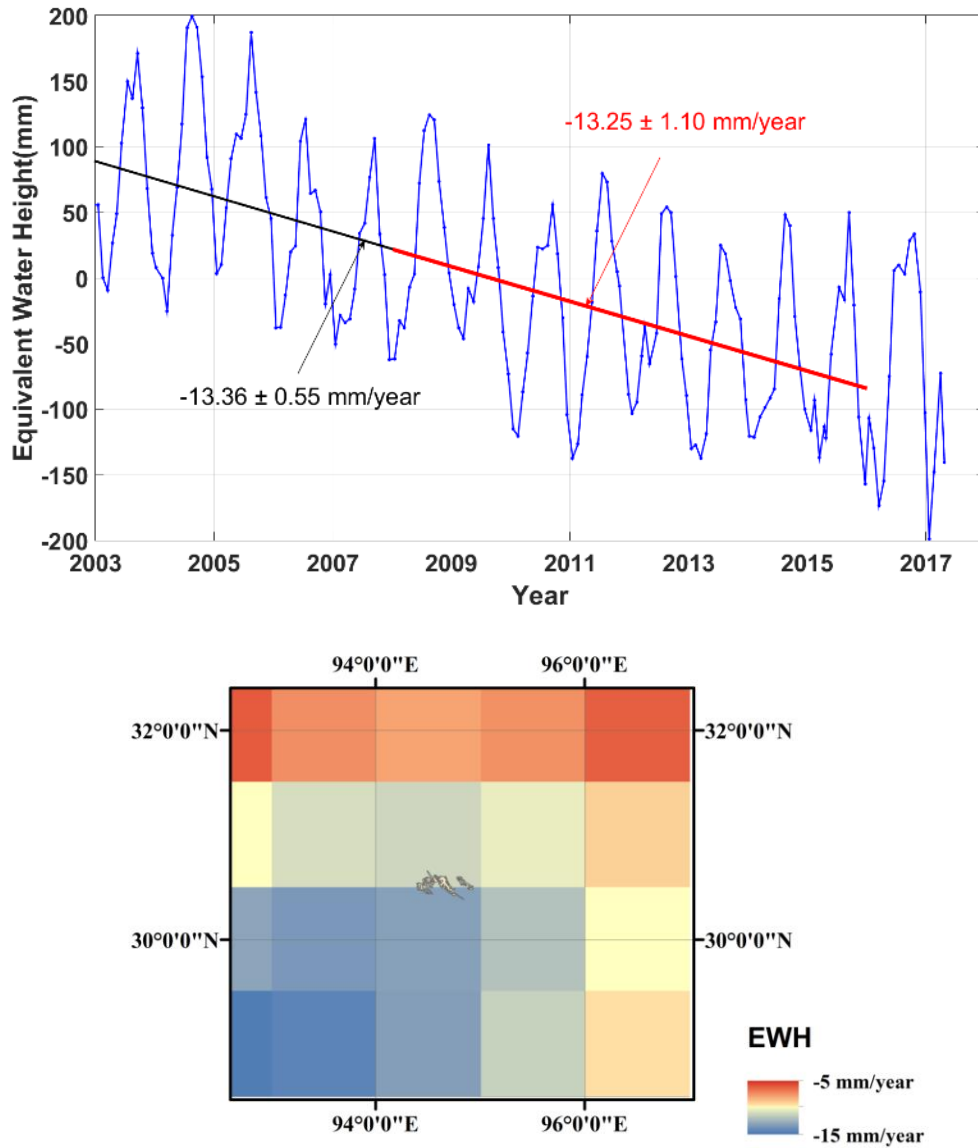 200
150
100
50
0
-50
-100
-150
-200
Equivalent Water Height(mm)
-13.25 ± 1.10 mm/year
-13.36 ± 0.55 mm/year
2003 2005 2007 2009 2011 2013 2015 2017
Year
94°0'0"E 96°0'0"E
32°0'0"N 32°0'0"N
30°0'0"N 30°0'0"N
94°0'0"E 96°0'0"E
EWH
-5 mm/year
-15 mm/year